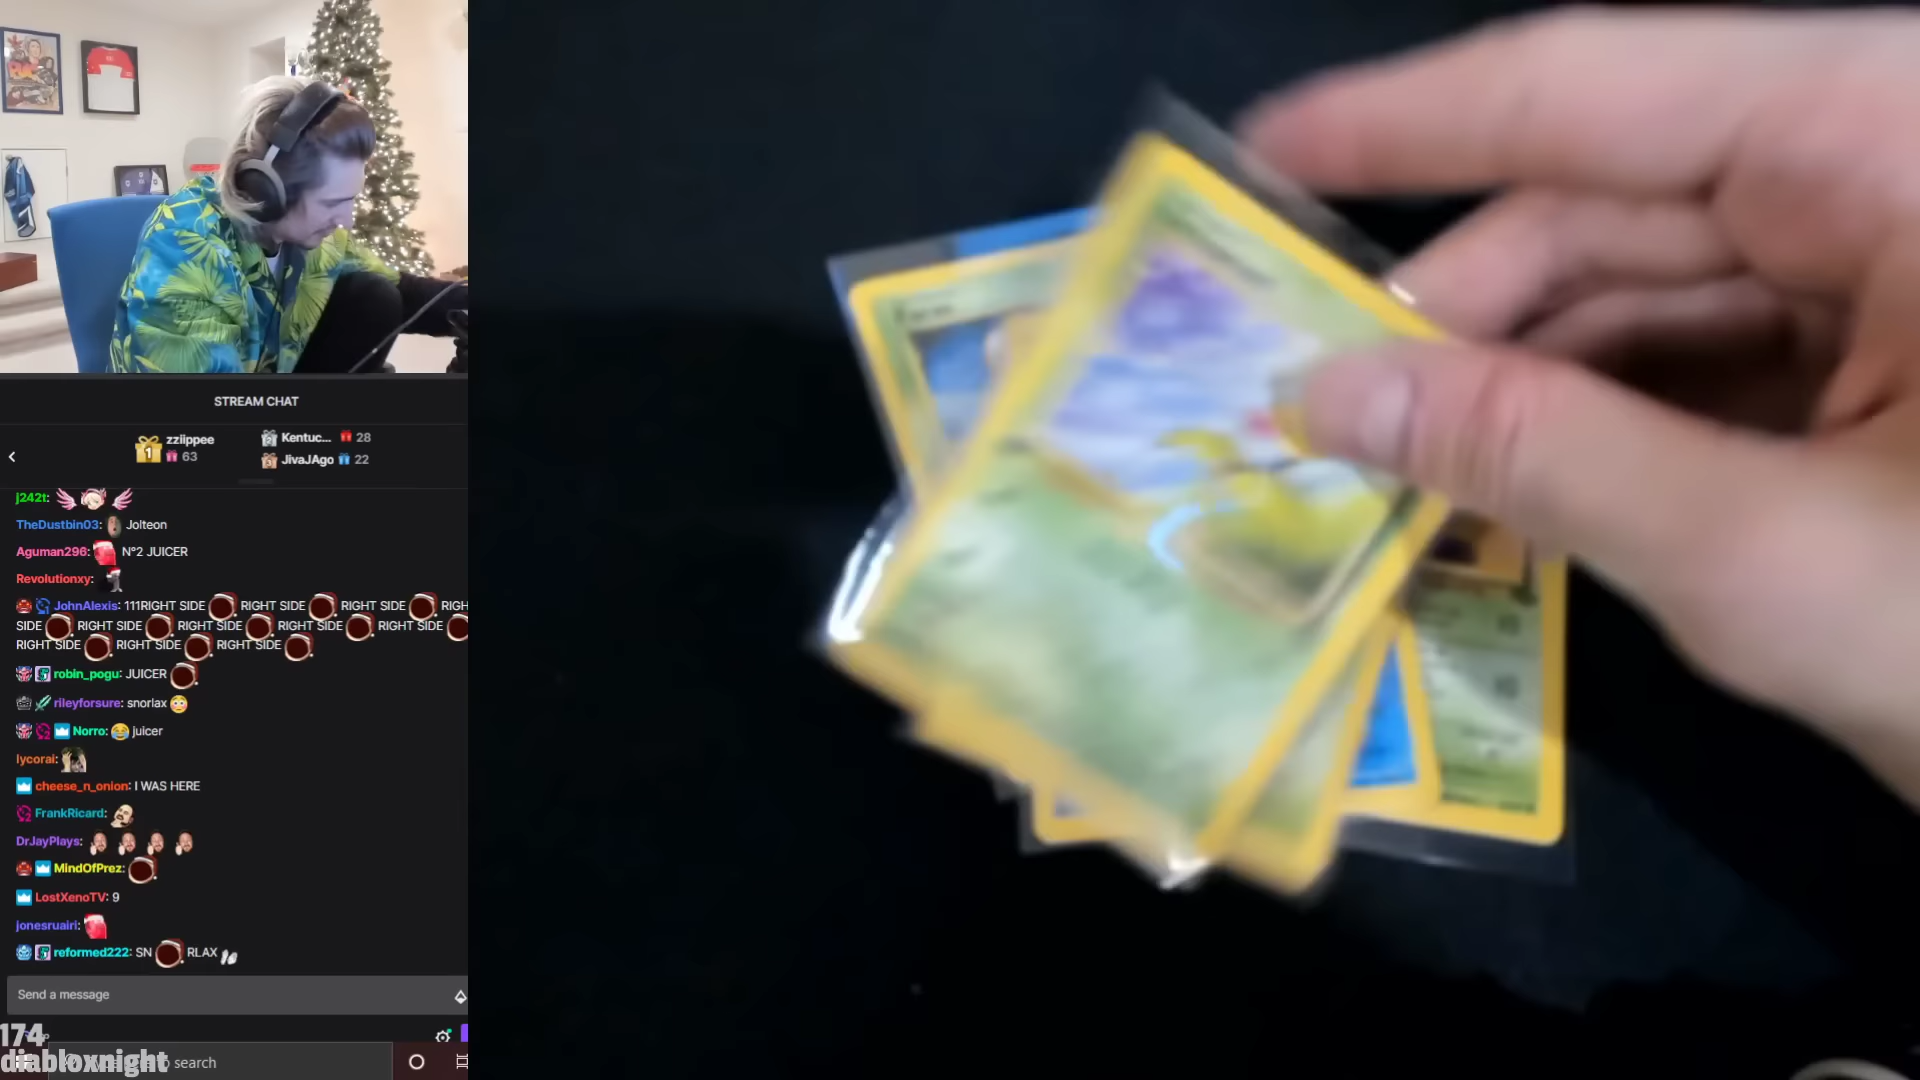 STREAM CHAT
zziippee
63
Kentuc... 28
JivaJAgo 22
j242t:
TheDustbin03: Jolteon
Aguman296: N°2 JUICER
Revolutionxy:
JohnAlexis: 111RIGHT SIDE RIGHT SIDE RIGHT SIDE RIGH
SIDE RIGHT SIDE RIGHT SIDE RIGHT SIDE RIGHT SIDE
RIGHT SIDE RIGHT SIDE RIGHT SIDE
robin_pogu: JUICER
rileyforsure: snorlax
Norro: juicer
lycorai:
cheese_n_onion: I WAS HERE
FrankRicard:
DrJayPlays:
MindOfPrez:
LostXenoTV: 9
jonesruairi:
reformed222: SN RLAX
Send a message
174
diabloxnight
search